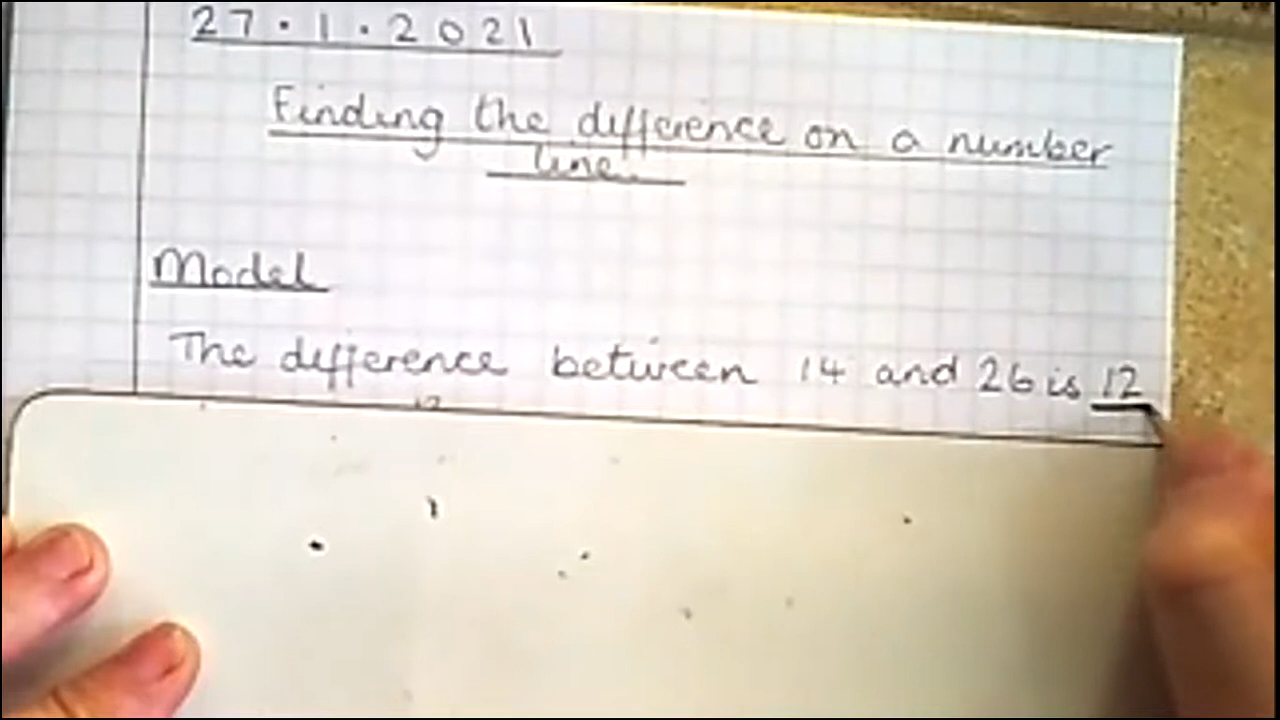 27.1.2021
Finding the difference on a number
line.
Model
The difference between 14 and 26 is 12